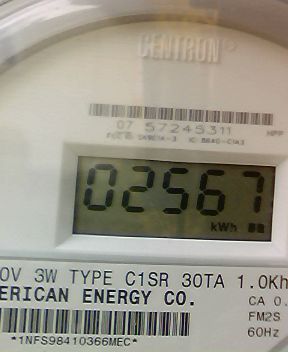 CENTRON®
07 57245311
02567
kWh
0V 3W TYPE C1SR 30TA 1.0Kh
ERICAN ENERGY CO.
CA 0.
FM2S
60Hz
*1NFS98410366MEC*